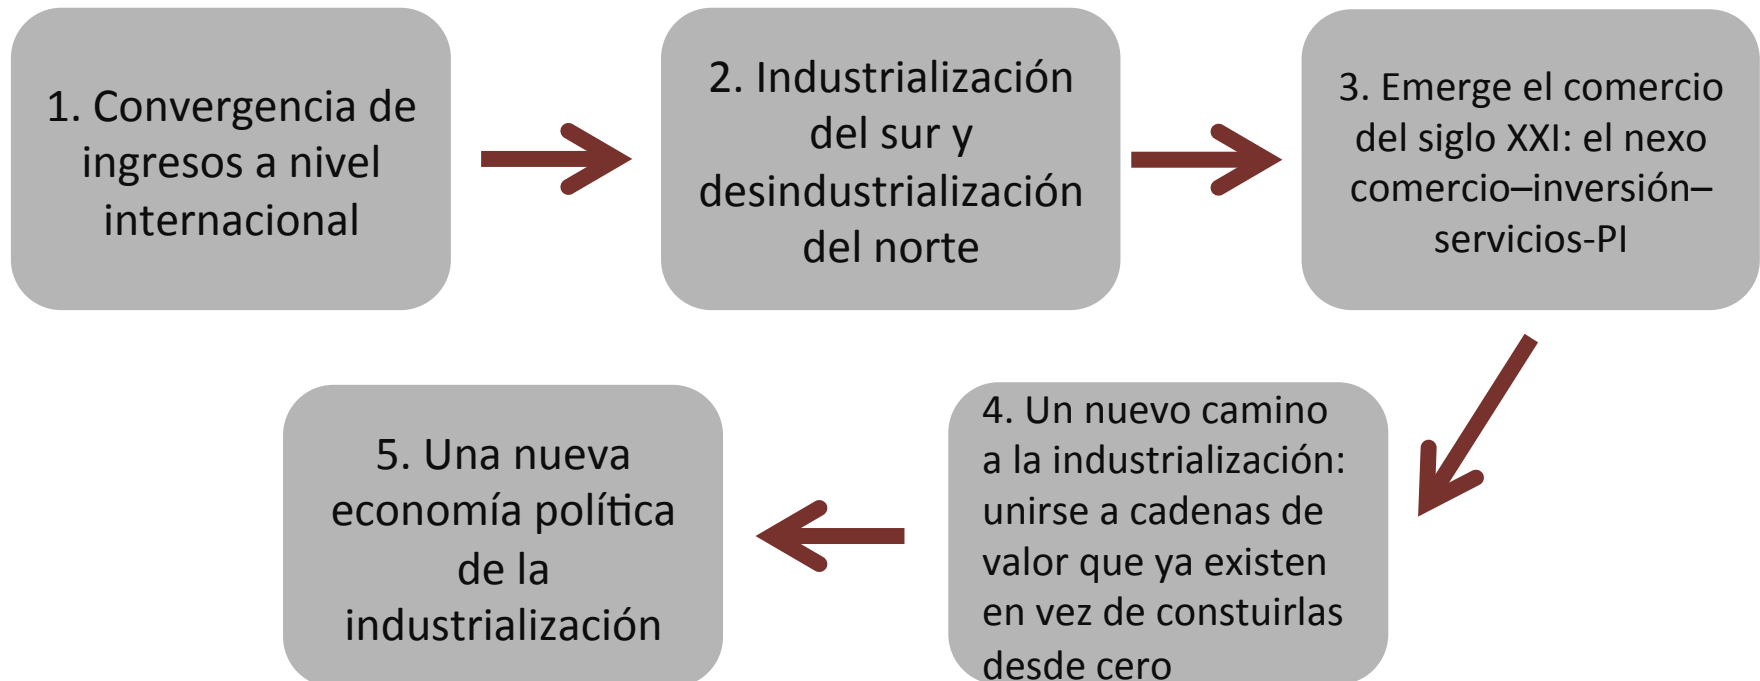 1. Convergencia de
ingresos a nivel
internacional
2. Industrialización
del sur y
desindustrialización
del norte
3. Emerge el comercio
del siglo XXI: el nexo
comercio–inversión–
servicios-PI
4. Un nuevo camino
a la industrialización:
unirse a cadenas de
valor que ya existen
en vez de constuirlas
desde cero
5. Una nueva
economía política
de la
industrialización